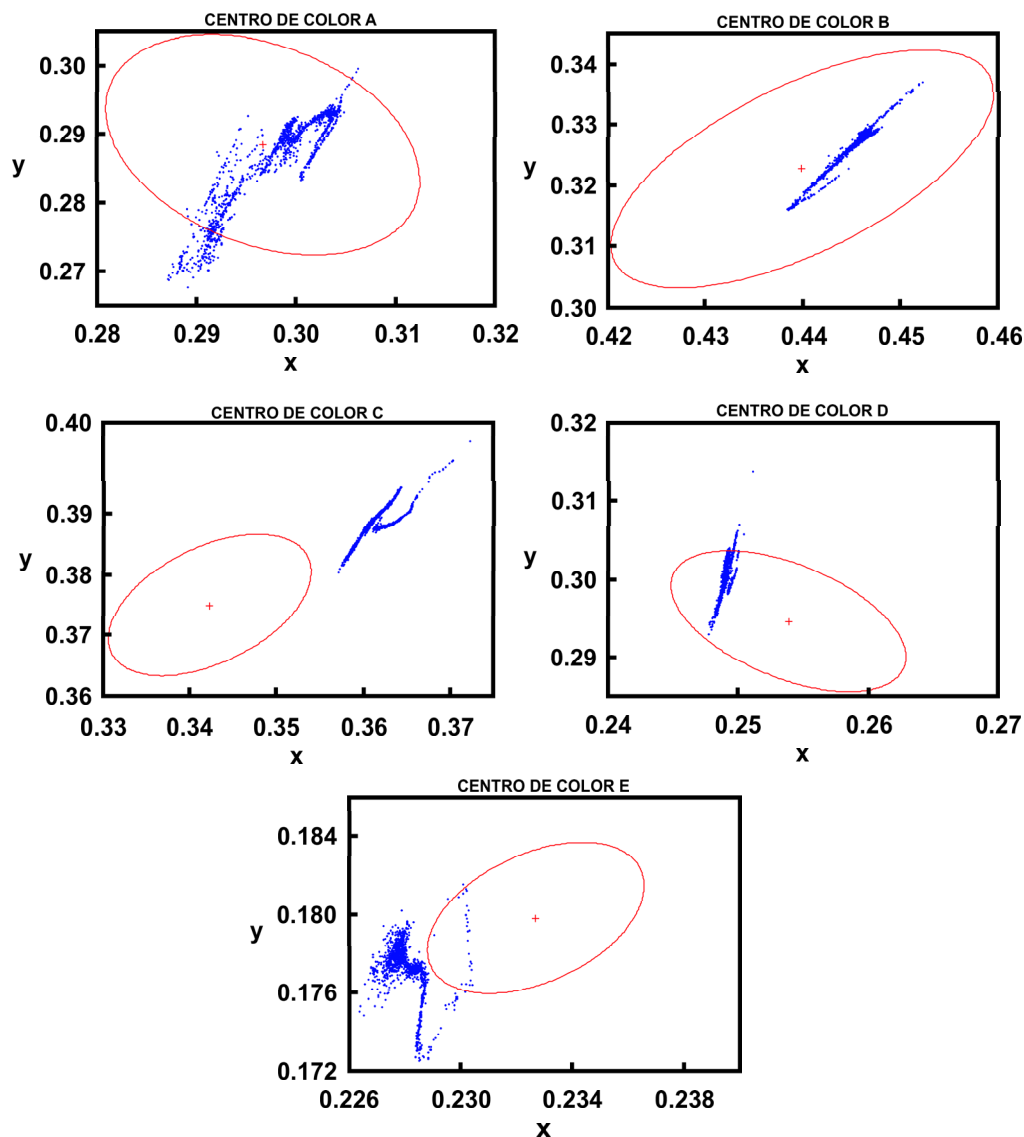 CENTRO DE COLOR A
0.30
0.29
0.28
0.27
y
0.28 0.29 0.30 0.31 0.32
x
CENTRO DE COLOR B
0.34
0.33
0.32
0.31
0.30
y
0.42 0.43 0.44 0.45 0.46
x
CENTRO DE COLOR C
0.40
0.39
0.38
0.37
0.36
y
0.33 0.34 0.35 0.36 0.37
x
CENTRO DE COLOR D
0.32
0.31
0.30
0.29
y
0.24 0.25 0.26 0.27
x
CENTRO DE COLOR E
0.184
0.180
0.176
0.172
y
0.226 0.230 0.234 0.238
x